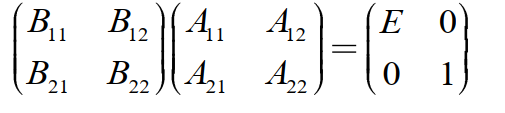 (B₁₁ B₁₂) (A₁₁ A₁₂) = (E 0)
(B₂₁ B₂₂) (A₂₁ A₂₂) (0 1)